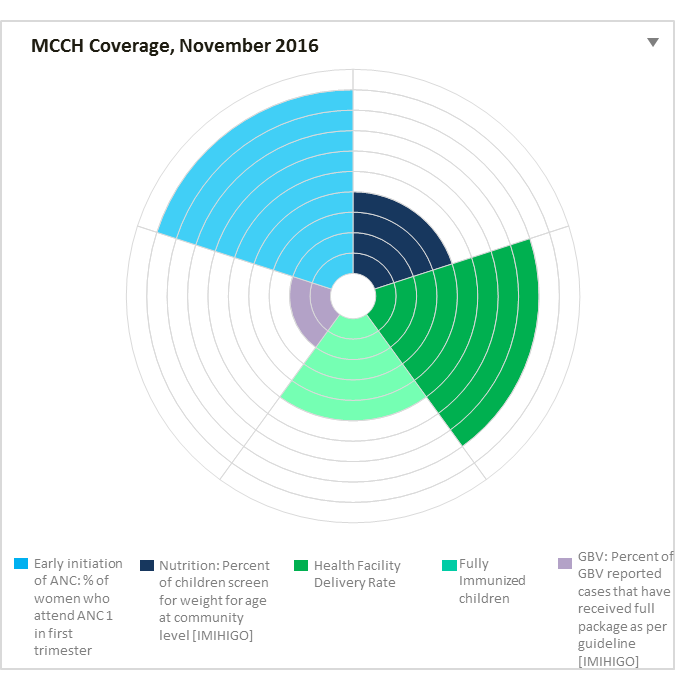 MCCH Coverage, November 2016
Early initiation
of ANC: % of
women who
attend ANC 1
in first
trimester
Nutrition: Percent
of children screen
for weight for age
at community
level [IMIHIGO]
Health Facility
Delivery Rate
Fully
Immunized
children
GBV: Percent of
GBV reported
cases that have
received full
package as per
guideline
[IMIHIGO]